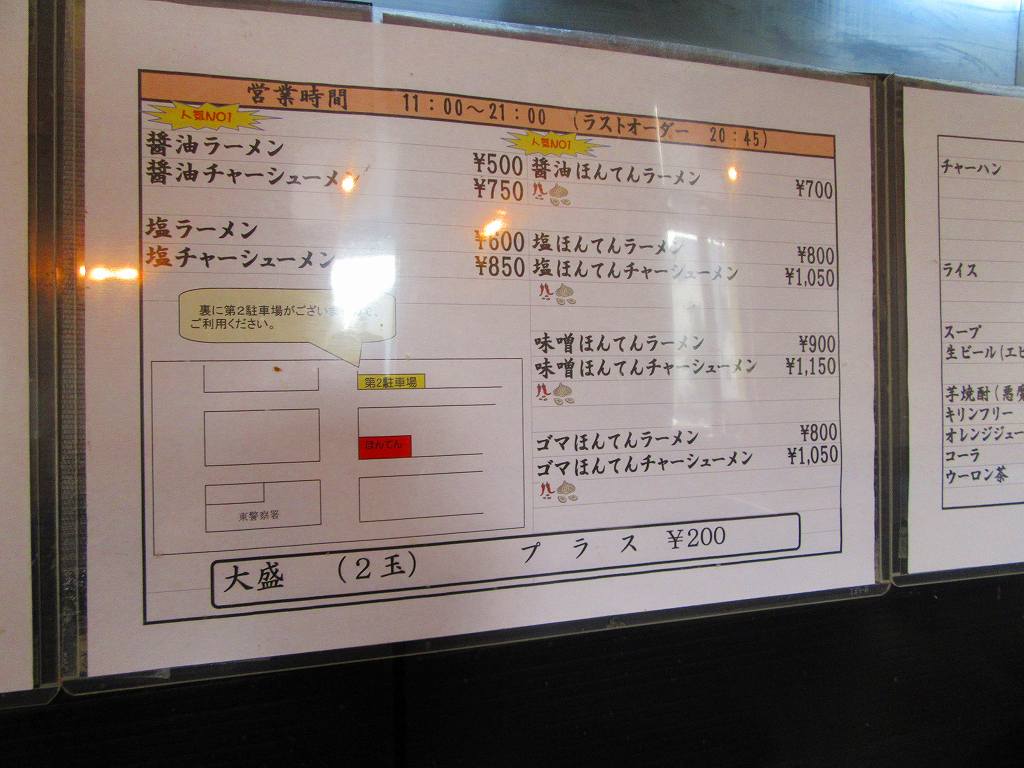 営業時間 11:00～21:00 (ラストオーダー 20:45)
人気NO1
醤油ラーメン ¥500
醤油チャーシューメン ¥750
塩ラーメン ¥600
塩チャーシューメン ¥850
裏に第2駐車場がござい
ご利用ください。
第2駐車場
ほんてん
東警察署
人気NO1
醤油ほんてんラーメン ¥700
塩ほんてんラーメン ¥800
塩ほんてんチャーシューメン ¥1,050
味噌ほんてんラーメン ¥900
味噌ほんてんチャーシューメン ¥1,150
ゴマほんてんラーメン ¥800
ゴマほんてんチャーシューメン ¥1,050
大盛 (2玉) プラス ¥200
チャーハン
ライス
スープ
生ビール(エビ
芋焼酎(悪魔
キリンフリー
オレンジジュー
コーラ
ウーロン茶